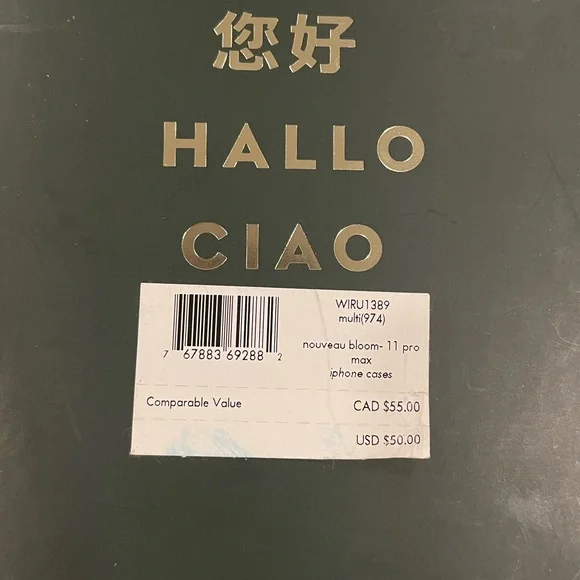 您好
HALLO
CIAO
WIRU1389
multi(974)
nouveau bloom- 11 pro
max
iphone cases
7 67883 69288 2
Comparable Value CAD $55.00
USD $50.00